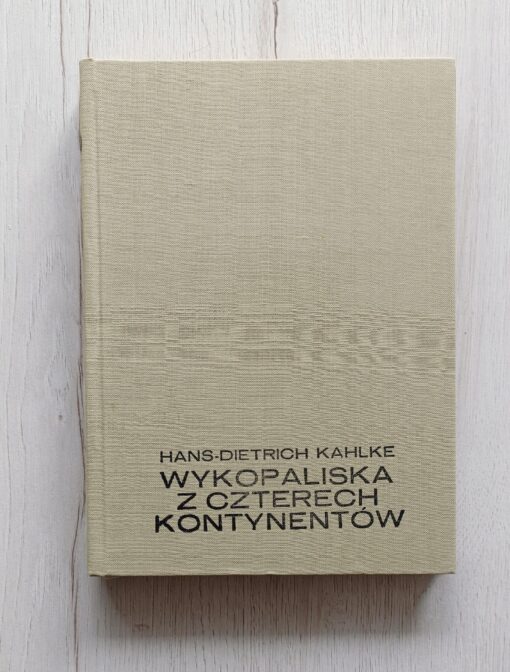 HANS-DIETRICH KAHLKE
WYKOPALISKA
Z CZTERECH
KONTYNENTÓW